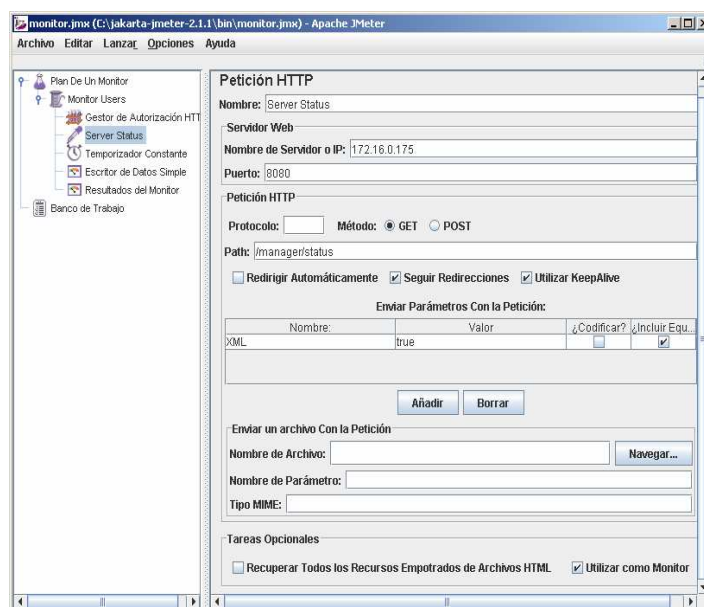 monitor.jmx (C:\jakarta-jmeter-2.1.1\bin\monitor.jmx) - Apache JMeter
Archivo Editar Lanzar Opciones Ayuda
Plan De Un Monitor
Monitor Users
Gestor de Autorización HTT
Server Status
Temporizador Constante
Escritor de Datos Simple
Resultados del Monitor
Banco de Trabajo
Petición HTTP
Nombre: Server Status
Servidor Web
Nombre de Servidor o IP: 172.16.0.175
Puerto: 8080
Petición HTTP
Protocolo: Método: GET POST
Path: /manager/status
Redirigir Automáticamente Seguir Redirecciones Utilizar KeepAlive
Enviar Parámetros Con la Petición:
Nombre: Valor ¿Codificar? ¿Incluir Equ...
XML true
Añadir Borrar
Enviar un archivo Con la Petición
Nombre de Archivo: Navegar...
Nombre de Parámetro:
Tipo MIME:
Tareas Opcionales
Recuperar Todos los Recursos Empotrados de Archivos HTML Utilizar como Monitor